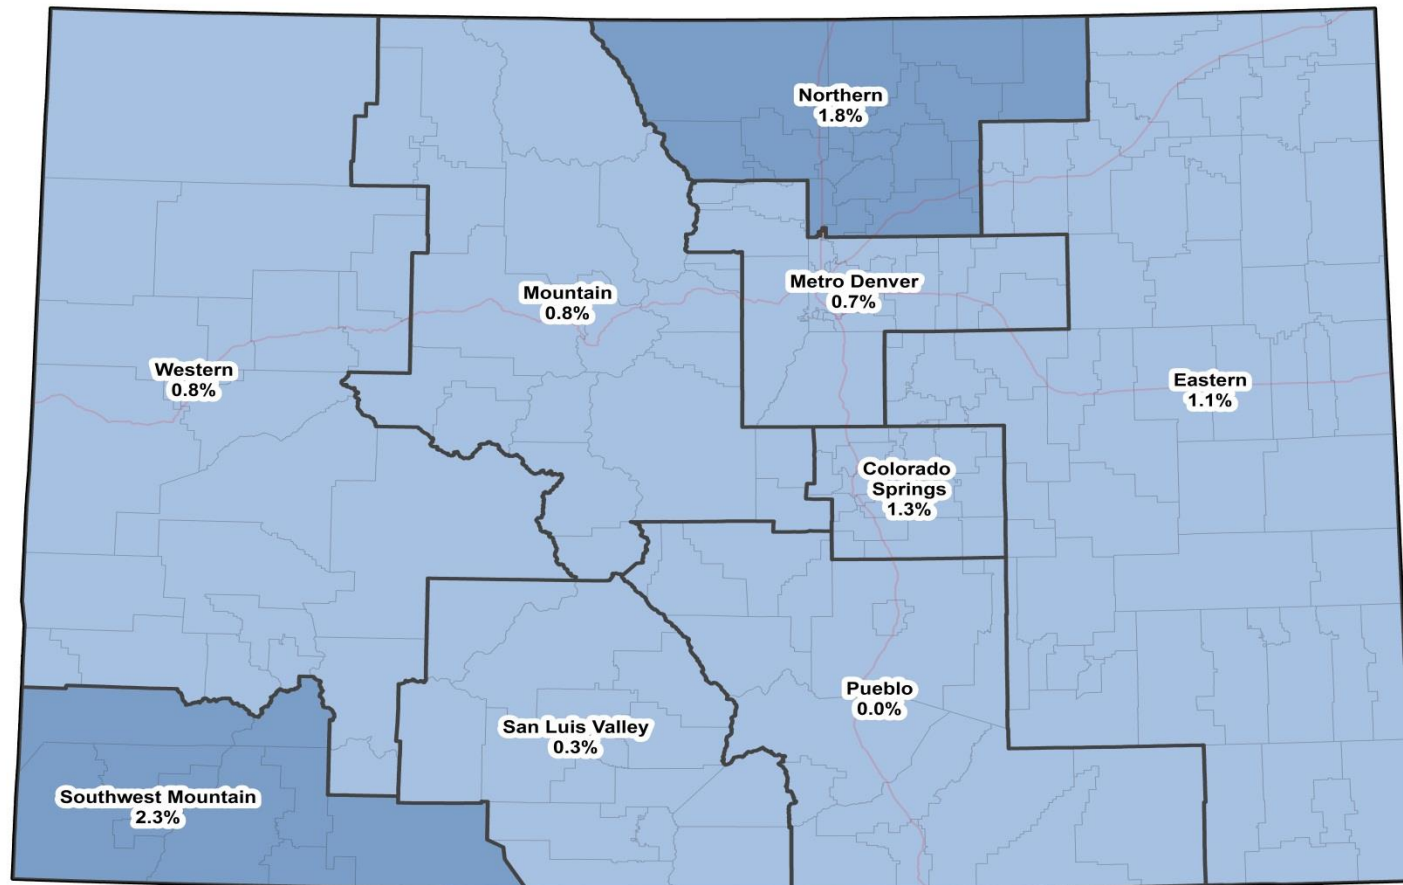 Northern
1.8%
Metro Denver
0.7%
Mountain
0.8%
Western
0.8%
Eastern
1.1%
Colorado
Springs
1.3%
Pueblo
0.0%
San Luis Valley
0.3%
Southwest Mountain
2.3%